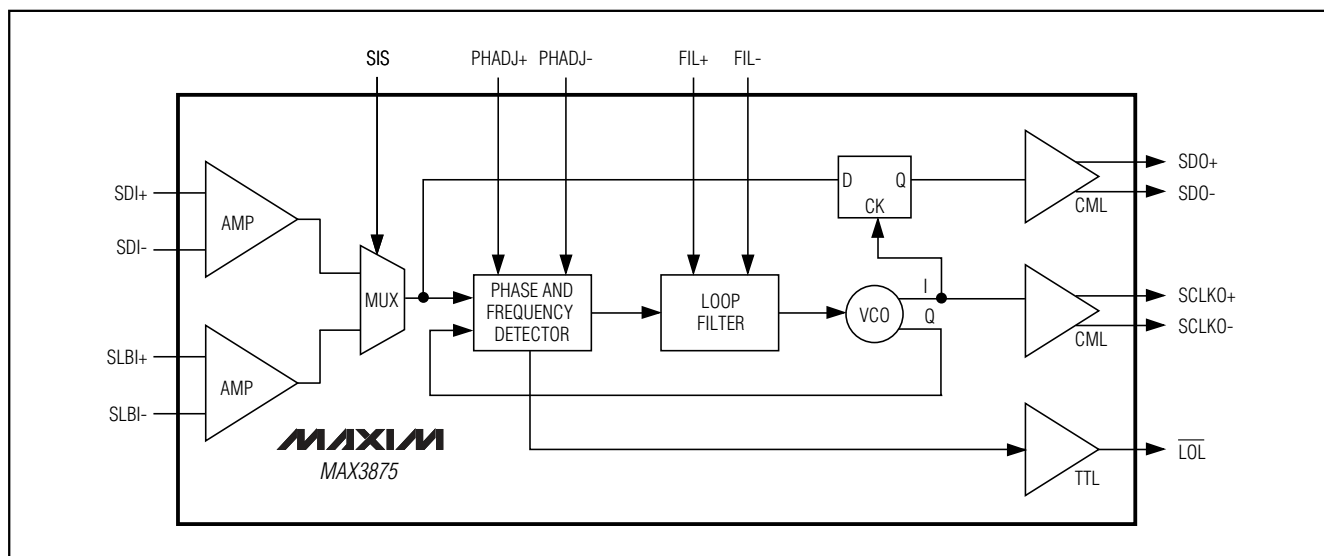 SIS
PHADJ+
PHADJ-
FIL+
FIL-
SDI+
SDI-
AMP
SLBI+
SLBI-
AMP
MUX
PHASE AND
FREQUENCY
DETECTOR
LOOP
FILTER
VCO
I
Q
D
Q
CK
CML
SDO+
SDO-
CML
SCLKO+
SCLKO-
TTL
LOL
MAXIM
MAX3875